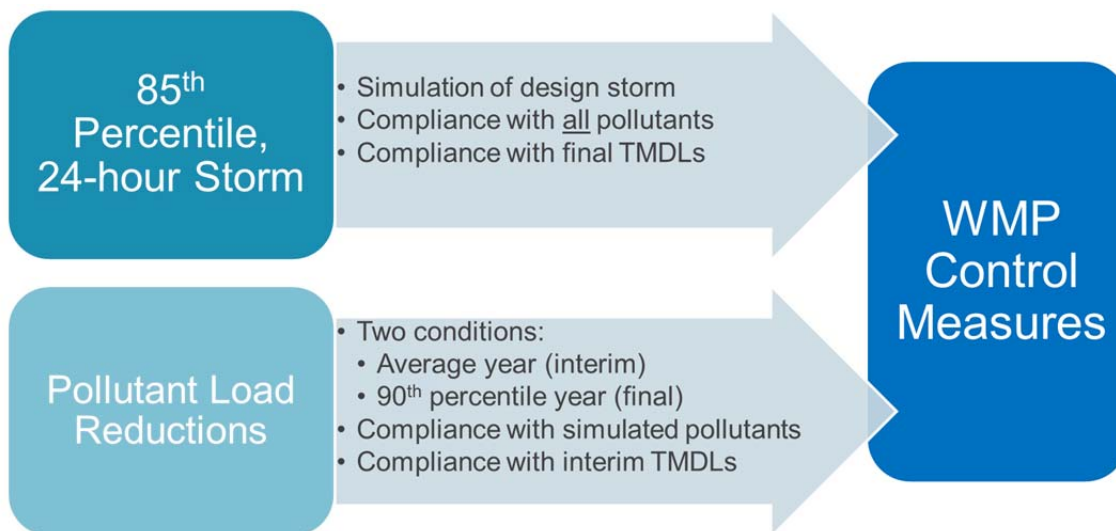 85th
Percentile,
24-hour Storm
• Simulation of design storm
• Compliance with all pollutants
• Compliance with final TMDLs
Pollutant Load
Reductions
• Two conditions:
• Average year (interim)
• 90th percentile year (final)
• Compliance with simulated pollutants
• Compliance with interim TMDLs
WMP
Control
Measures